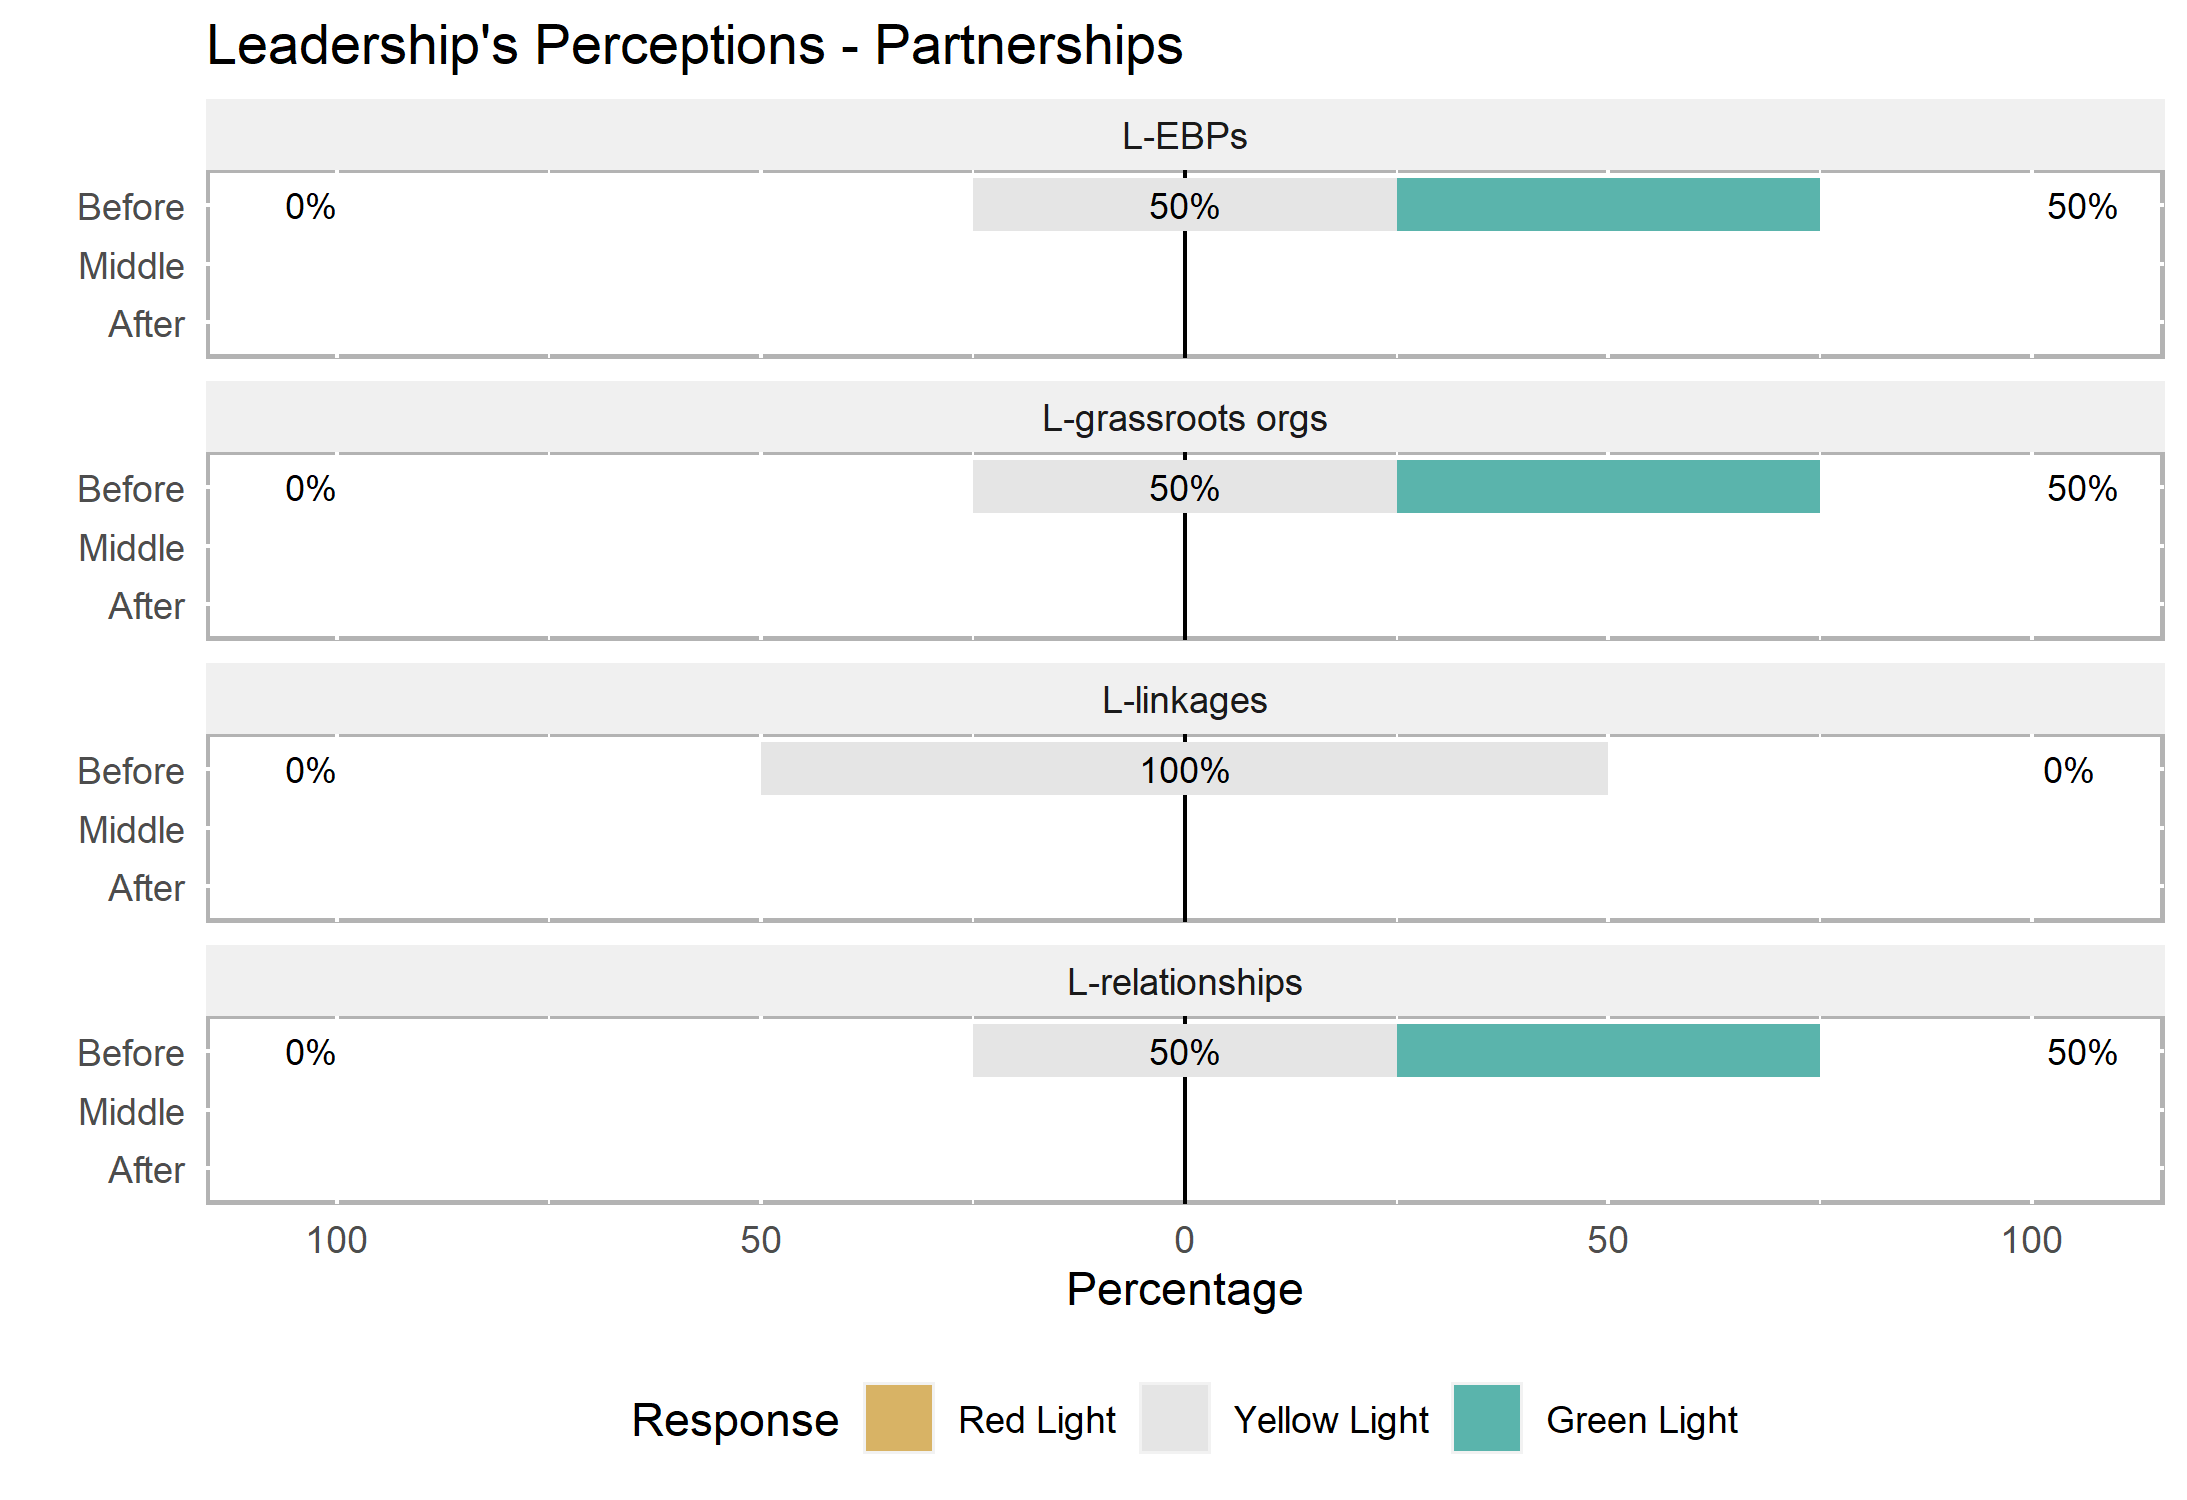 Leadership's Perceptions - Partnerships
L-EBPs
Before 0% 50% 50%
Middle
After
L-grassroots orgs
Before 0% 50% 50%
Middle
After
L-linkages
Before 0% 100% 0%
Middle
After
L-relationships
Before 0% 50% 50%
Middle
After
100 50 0 50 100
Percentage
Response Red Light Yellow Light Green Light